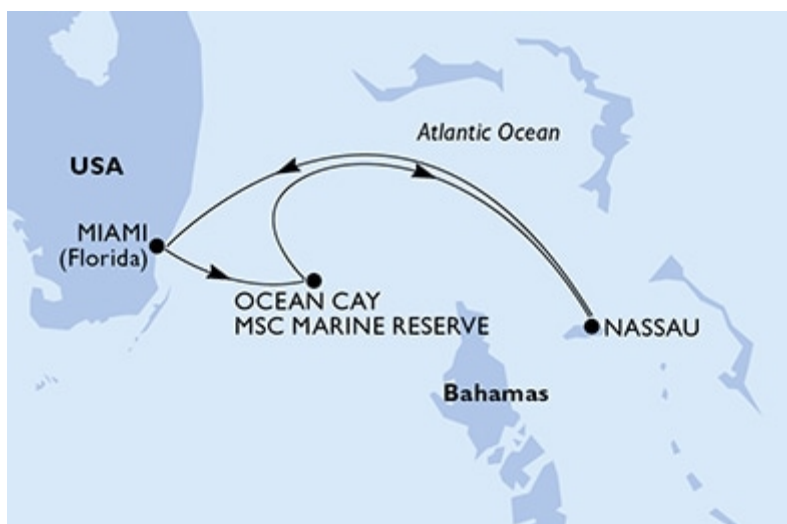 Atlantic Ocean
USA
MIAMI
(Florida)
OCEAN CAY
MSC MARINE RESERVE
NASSAU
Bahamas